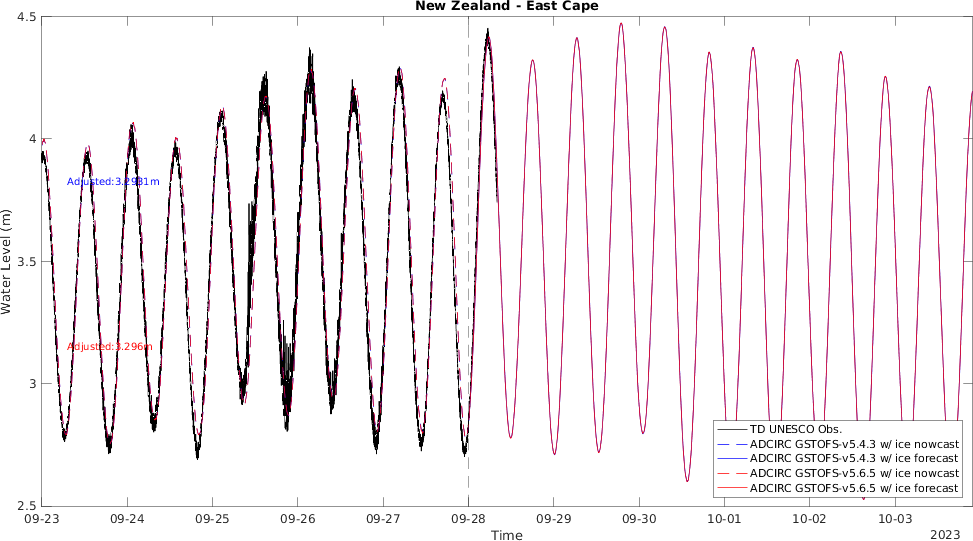 New Zealand - East Cape
4.5
4
3.5
3
2.5
Water Level (m)
Adjusted:3.2931m
Adjusted:3.296m
TD UNESCO Obs.
ADCIRC GSTOFS-v5.4.3 w/ ice nowcast
ADCIRC GSTOFS-v5.4.3 w/ ice forecast
ADCIRC GSTOFS-v5.6.5 w/ ice nowcast
ADCIRC GSTOFS-v5.6.5 w/ ice forecast
09-23 09-24 09-25 09-26 09-27 09-28 09-29 09-30 10-01 10-02 10-03
Time
2023